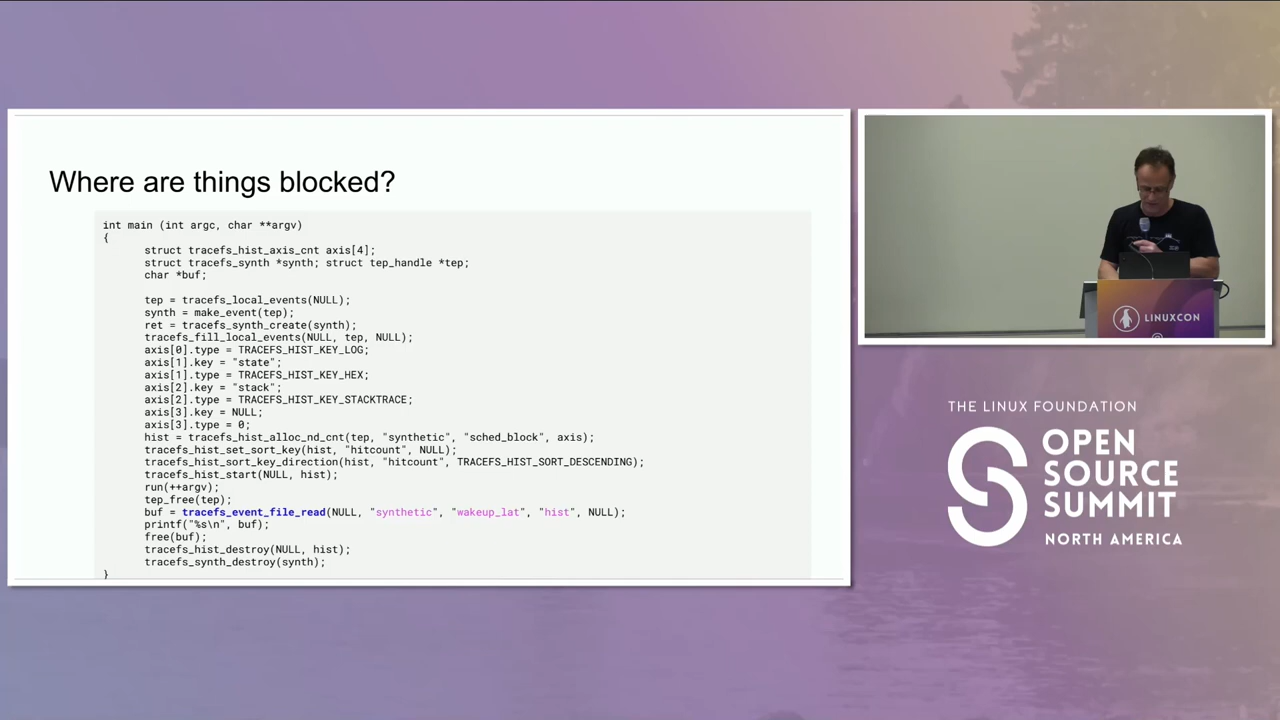 Where are things blocked?
int main (int argc, char **argv)
{
struct tracefs_hist_axis_cnt axis[4];
struct tracefs_synth *synth; struct tep_handle *tep;
char *buf;
tep = tracefs_local_events(NULL);
synth = make_event(tep);
ret = tracefs_synth_create(synth);
tracefs_fill_local_events(NULL, tep, NULL);
axis[0].type = TRACEFS_HIST_KEY_LOG;
axis[1].key = "state";
axis[1].type = TRACEFS_HIST_KEY_HEX;
axis[2].key = "stack";
axis[2].type = TRACEFS_HIST_KEY_STACKTRACE;
axis[3].key = NULL;
axis[3].type = 0;
hist = tracefs_hist_alloc_nd_cnt(tep, "synthetic", "sched_block", axis);
tracefs_hist_set_sort_key(hist, "hitcount", NULL);
tracefs_hist_sort_key_direction(hist, "hitcount", TRACEFS_HIST_SORT_DESCENDING);
tracefs_hist_start(NULL, hist);
run(++argv);
tep_free(tep);
buf = tracefs_event_file_read(NULL, "synthetic", "wakeup_lat", "hist", NULL);
printf("%s\n", buf);
free(buf);
tracefs_hist_destroy(NULL, hist);
tracefs_synth_destroy(synth);
}
LINUXCON
THE LINUX FOUNDATION
OPEN
SOURCE
SUMMIT
NORTH AMERICA